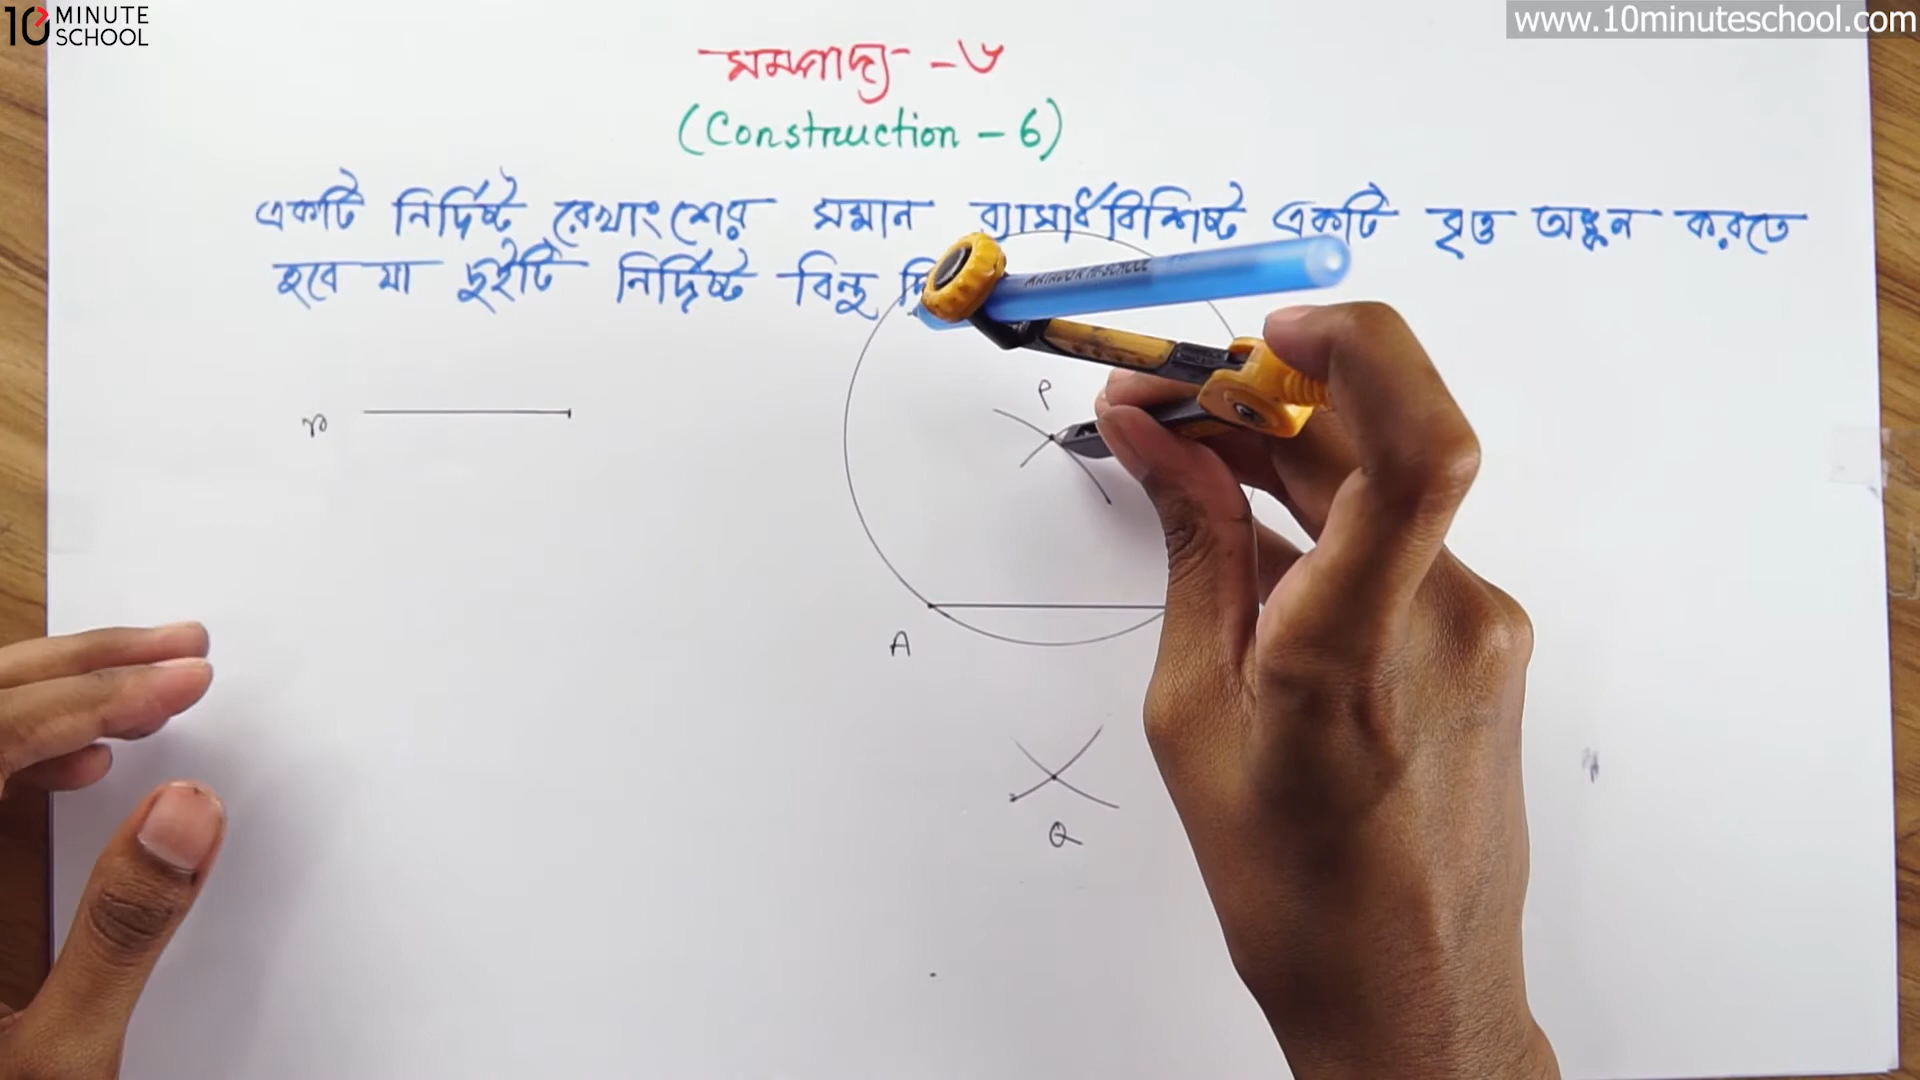 10 MINUTE SCHOOL
www.10minuteschool.com
সম্পাদ্য - ৬
(Construction - 6)
একটি নির্দিষ্ট রেখাংশের সমান ব্যাসার্ধবিশিষ্ট একটি বৃত্ত অঙ্কন করতে
হবে যা দুইটি নির্দিষ্ট বিন্দু
P
r
A
Q